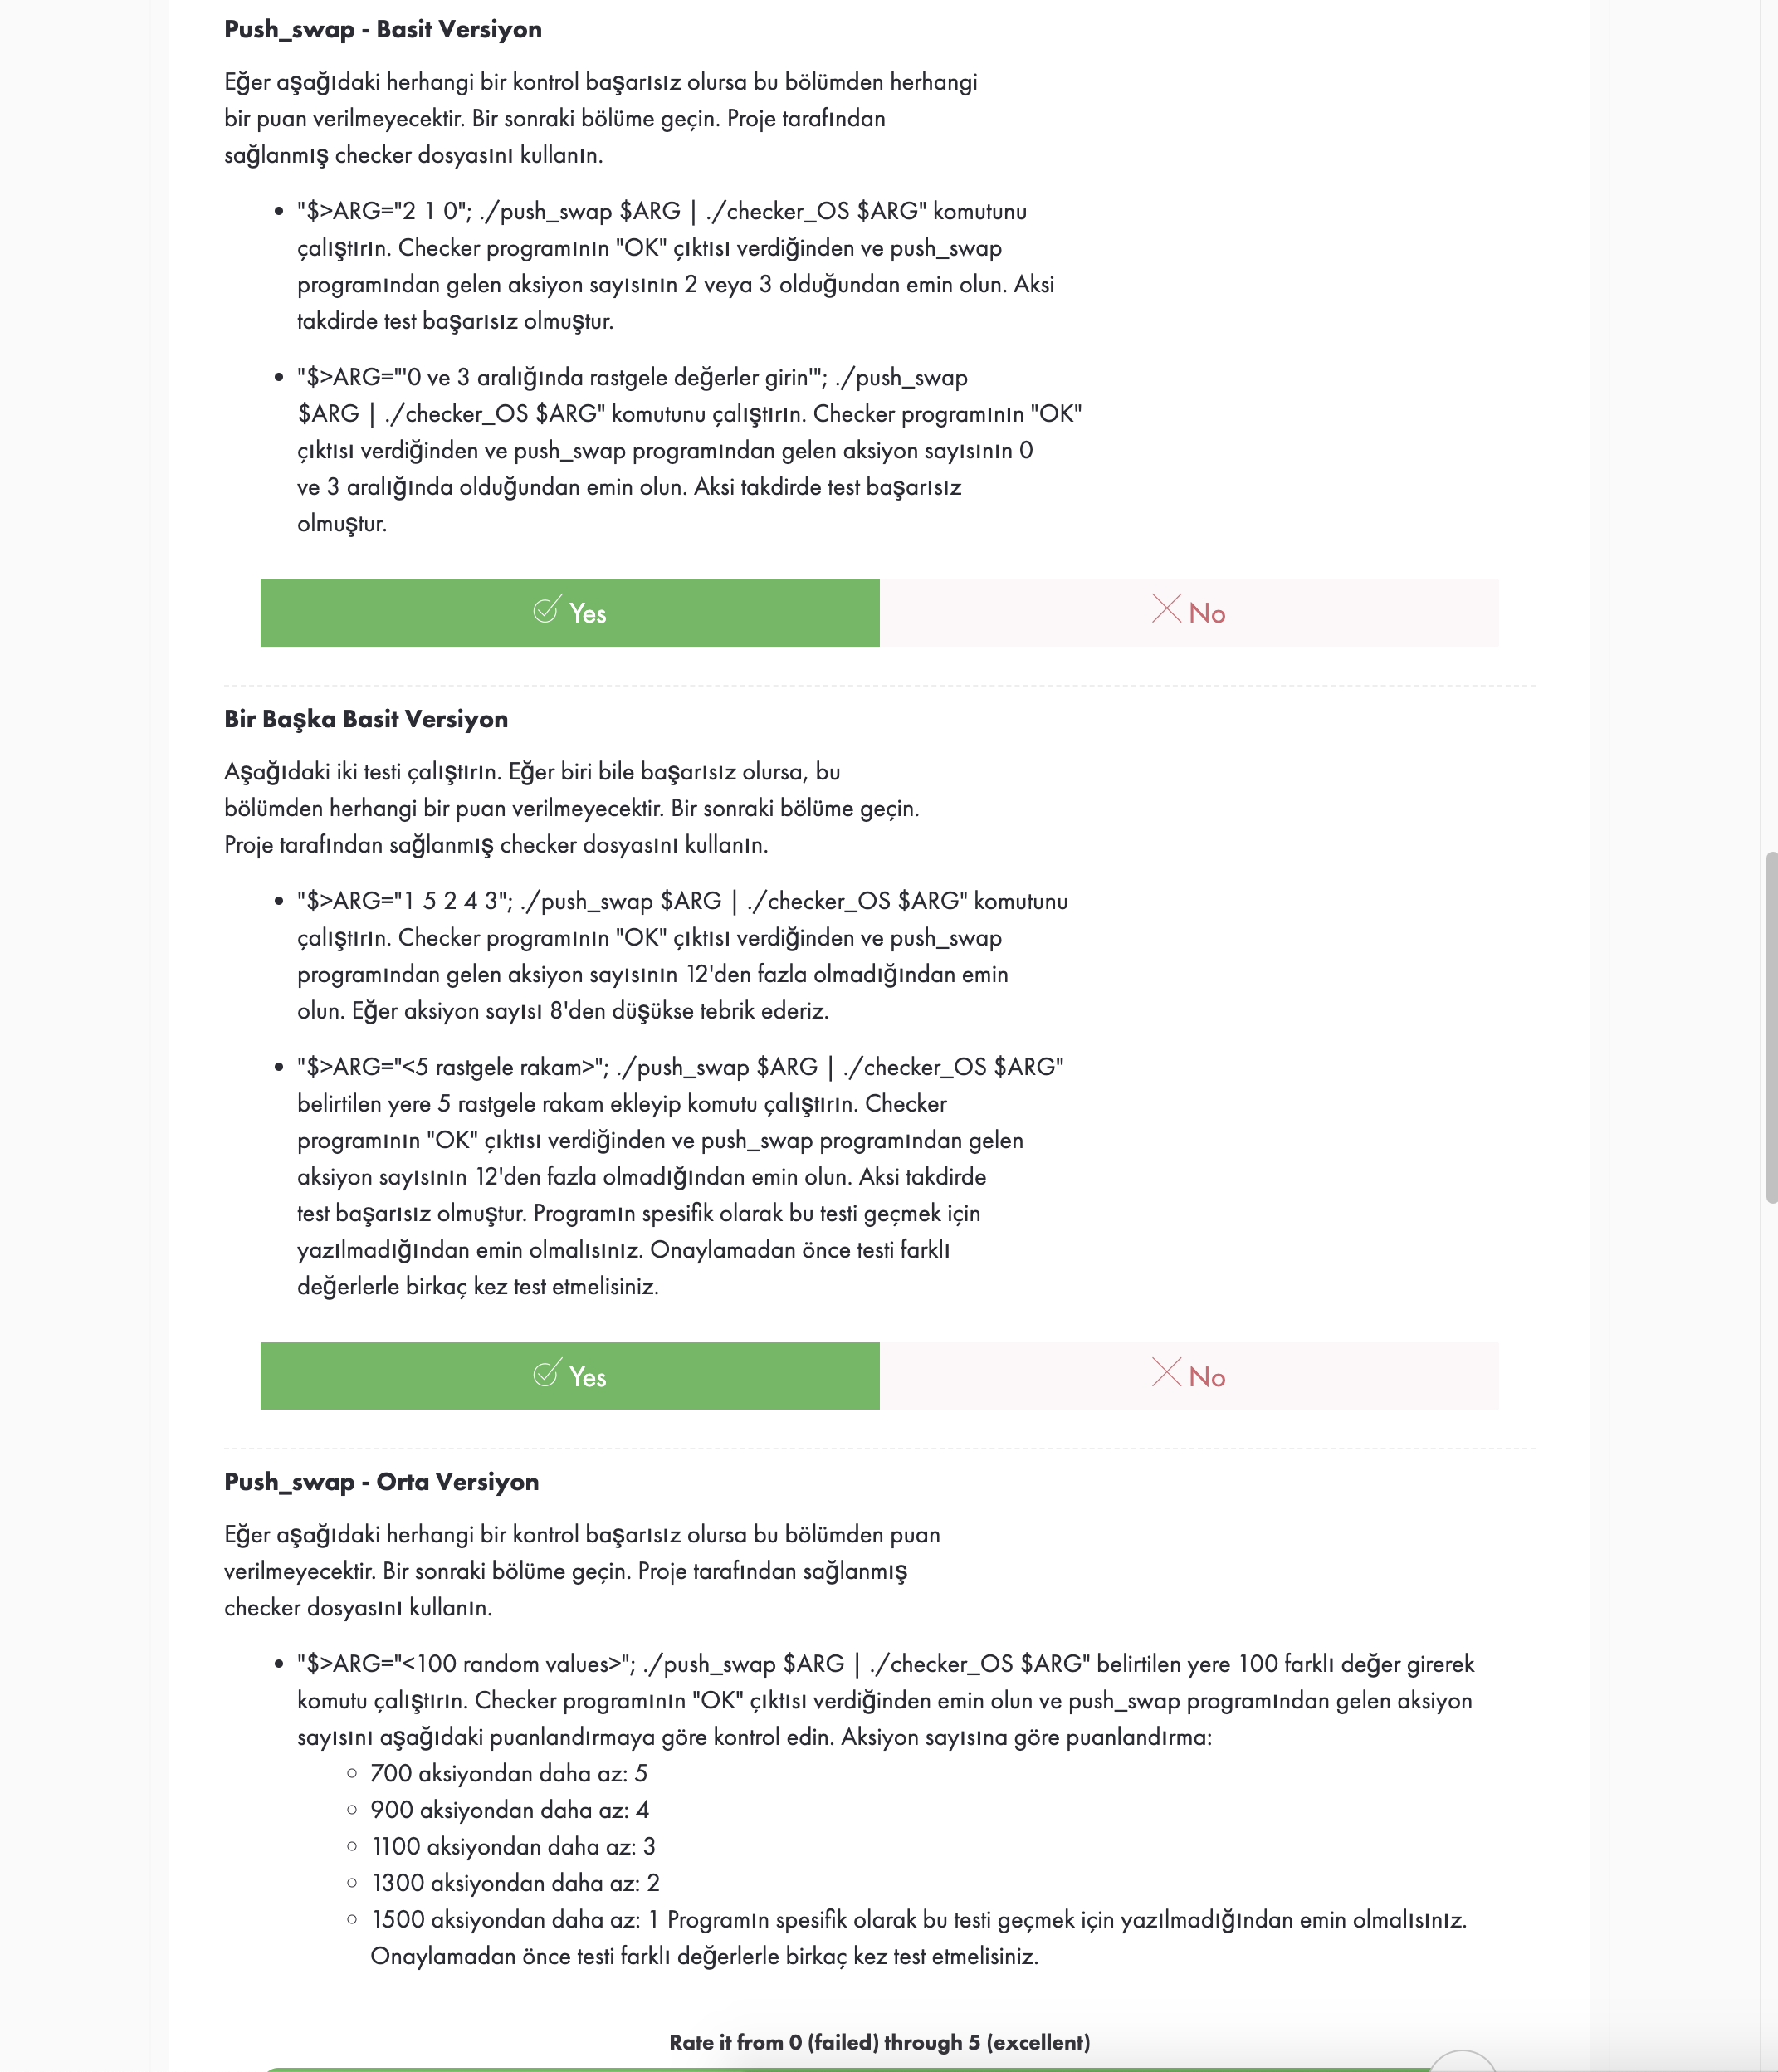 Push_swap - Basit Versiyon
Eğer aşağıdaki herhangi bir kontrol başarısız olursa bu bölümden herhangi
bir puan verilmeyecektir. Bir sonraki bölüme geçin. Proje tarafından
sağlanmış checker dosyasını kullanın.
• "$>ARG="2 1 0"; ./push_swap $ARG | ./checker_OS $ARG" komutunu
çalıştırın. Checker programının "OK" çıktısı verdiğinden ve push_swap
programından gelen aksiyon sayısının 2 veya 3 olduğundan emin olun. Aksi
takdirde test başarısız olmuştur.
• "$>ARG="'0 ve 3 aralığında rastgele değerler girin'"; ./push_swap
$ARG | ./checker_OS $ARG" komutunu çalıştırın. Checker programının "OK"
çıktısı verdiğinden ve push_swap programından gelen aksiyon sayısının 0
ve 3 aralığında olduğundan emin olun. Aksi takdirde test başarısız
olmuştur.
Yes No
Bir Başka Basit Versiyon
Aşağıdaki iki testi çalıştırın. Eğer biri bile başarısız olursa, bu
bölümden herhangi bir puan verilmeyecektir. Bir sonraki bölüme geçin.
Proje tarafından sağlanmış checker dosyasını kullanın.
• "$>ARG="1 5 2 4 3"; ./push_swap $ARG | ./checker_OS $ARG" komutunu
çalıştırın. Checker programının "OK" çıktısı verdiğinden ve push_swap
programından gelen aksiyon sayısının 12'den fazla olmadığından emin
olun. Eğer aksiyon sayısı 8'den düşükse tebrik ederiz.
• "$>ARG="<5 rastgele rakam>"; ./push_swap $ARG | ./checker_OS $ARG"
belirtilen yere 5 rastgele rakam ekleyip komutu çalıştırın. Checker
programının "OK" çıktısı verdiğinden ve push_swap programından gelen
aksiyon sayısının 12'den fazla olmadığından emin olun. Aksi takdirde
test başarısız olmuştur. Programın spesifik olarak bu testi geçmek için
yazılmadığından emin olmalısınız. Onaylamadan önce testi farklı
değerlerle birkaç kez test etmelisiniz.
Yes No
Push_swap - Orta Versiyon
Eğer aşağıdaki herhangi bir kontrol başarısız olursa bu bölümden puan
verilmeyecektir. Bir sonraki bölüme geçin. Proje tarafından sağlanmış
checker dosyasını kullanın.
• "$>ARG="<100 random values>"; ./push_swap $ARG | ./checker_OS $ARG" belirtilen yere 100 farklı değer girerek
komutu çalıştırın. Checker programının "OK" çıktısı verdiğinden emin olun ve push_swap programından gelen aksiyon
sayısını aşağıdaki puanlandırmaya göre kontrol edin. Aksiyon sayısına göre puanlandırma:
○ 700 aksiyondan daha az: 5
○ 900 aksiyondan daha az: 4
○ 1100 aksiyondan daha az: 3
○ 1300 aksiyondan daha az: 2
○ 1500 aksiyondan daha az: 1 Programın spesifik olarak bu testi geçmek için yazılmadığından emin olmalısınız.
Onaylamadan önce testi farklı değerlerle birkaç kez test etmelisiniz.
Rate it from 0 (failed) through 5 (excellent)